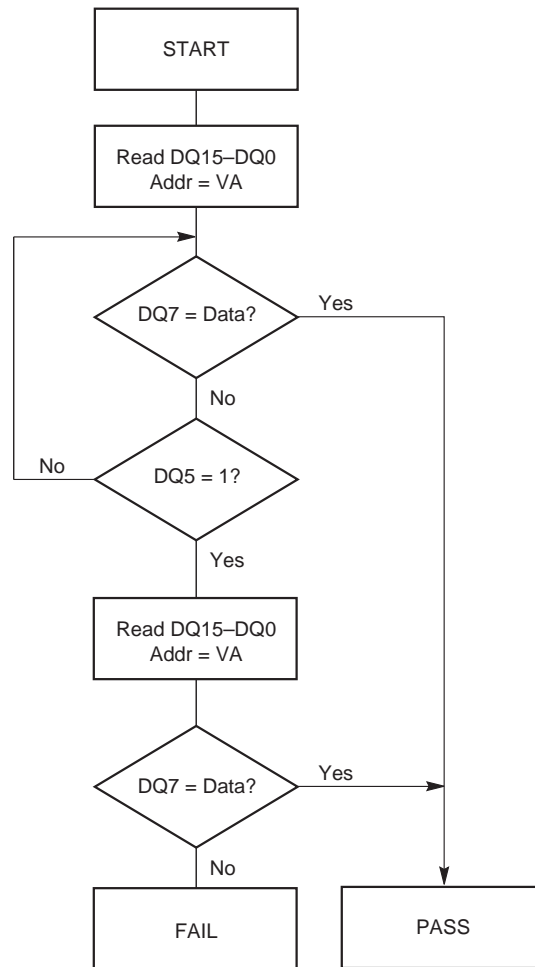 START
Read DQ15–DQ0
Addr = VA
DQ7 = Data?
Yes
No
No
DQ5 = 1?
Yes
Read DQ15–DQ0
Addr = VA
DQ7 = Data?
Yes
No
FAIL
PASS